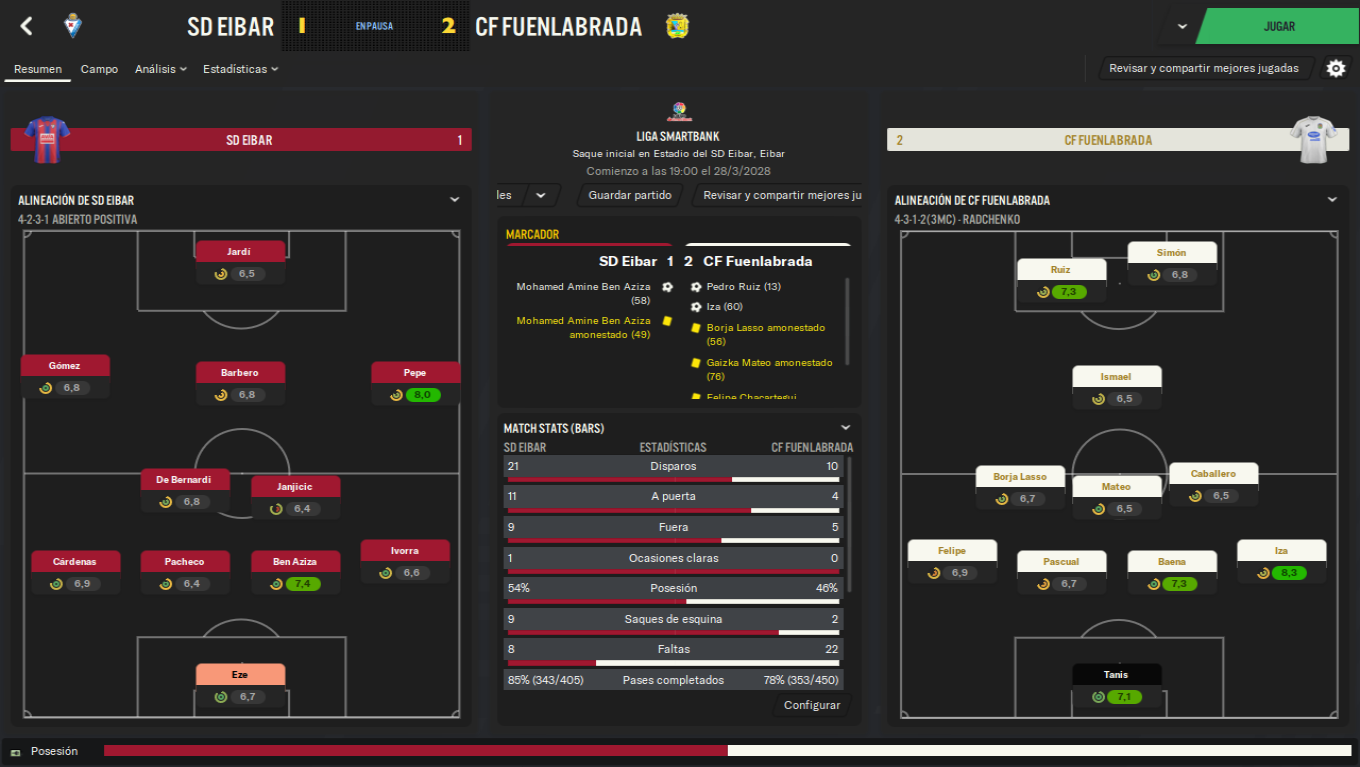 SD EIBAR 1 EN PAUSA 2 CF FUENLABRADA
JUGAR
Resumen Campo Análisis Estadísticas
Revisar y compartir mejores jugadas
SD EIBAR 1
ALINEACIÓN DE SD EIBAR
4-2-3-1 ABIERTO POSITIVA
Jardí
6,5
Gómez
6,8
Barbero
6,8
Pepe
8,0
De Bernardi
6,8
Janjicic
6,4
Cárdenas
6,9
Pacheco
6,4
Ben Aziza
7,4
Ivorra
6,6
Eze
6,7
LIGA SMARTBANK
Saque inicial en Estadio del SD Eibar, Eibar
Comienzo a las 19:00 el 28/3/2028
les
Guardar partido
Revisar y compartir mejores ju
MARCADOR
SD Eibar 1 2 CF Fuenlabrada
Mohamed Amine Ben Aziza
(58)
Mohamed Amine Ben Aziza
amonestado (49)
Pedro Ruiz (13)
Iza (60)
Borja Lasso amonestado
(56)
Gaizka Mateo amonestado
(76)
Felipe Chacartegui
MATCH STATS (BARS)
SD EIBAR ESTADÍSTICAS CF FUENLABRADA
21 Disparos 10
11 A puerta 4
9 Fuera 5
1 Ocasiones claras 0
54% Posesión 46%
9 Saques de esquina 2
8 Faltas 22
85% (343/405) Pases completados 78% (353/450)
Configurar
2 CF FUENLABRADA
ALINEACIÓN DE CF FUENLABRADA
4-3-1-2 (3MC) - RADCHENKO
Simón
6,8
Ruiz
7,3
Ismael
6,5
Borja Lasso
6,7
Mateo
6,5
Caballero
6,5
Felipe
6,9
Pascual
6,7
Baena
7,3
Iza
8,3
Tanis
7,1
Posesión